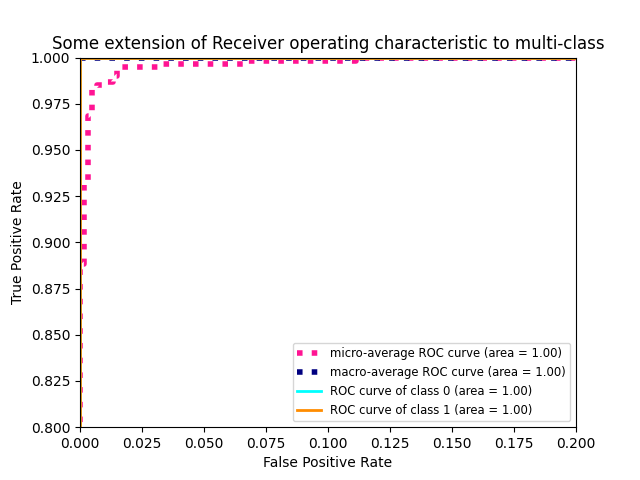 Some extension of Receiver operating characteristic to multi-class
1.000
0.975
0.950
0.925
0.900
0.875
0.850
0.825
0.800
True Positive Rate
micro-average ROC curve (area = 1.00)
macro-average ROC curve (area = 1.00)
ROC curve of class 0 (area = 1.00)
ROC curve of class 1 (area = 1.00)
0.000 0.025 0.050 0.075 0.100 0.125 0.150 0.175 0.200
False Positive Rate